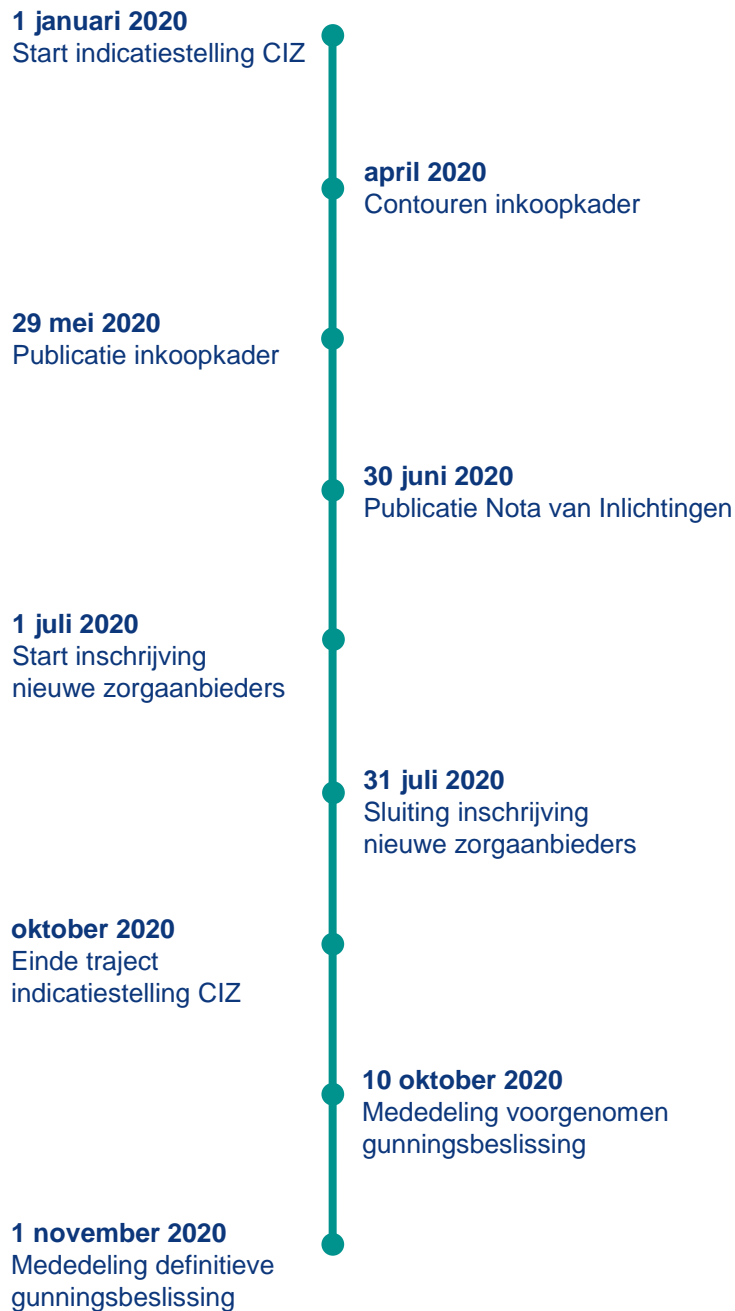 1 januari 2020
Start indicatiestelling CIZ
april 2020
Contouren inkoopkader
29 mei 2020
Publicatie inkoopkader
30 juni 2020
Publicatie Nota van Inlichtingen
1 juli 2020
Start inschrijving
nieuwe zorgaanbieders
31 juli 2020
Sluiting inschrijving
nieuwe zorgaanbieders
oktober 2020
Einde traject
indicatiestelling CIZ
10 oktober 2020
Mededeling voorgenomen
gunningsbeslissing
1 november 2020
Mededeling definitieve
gunningsbeslissing